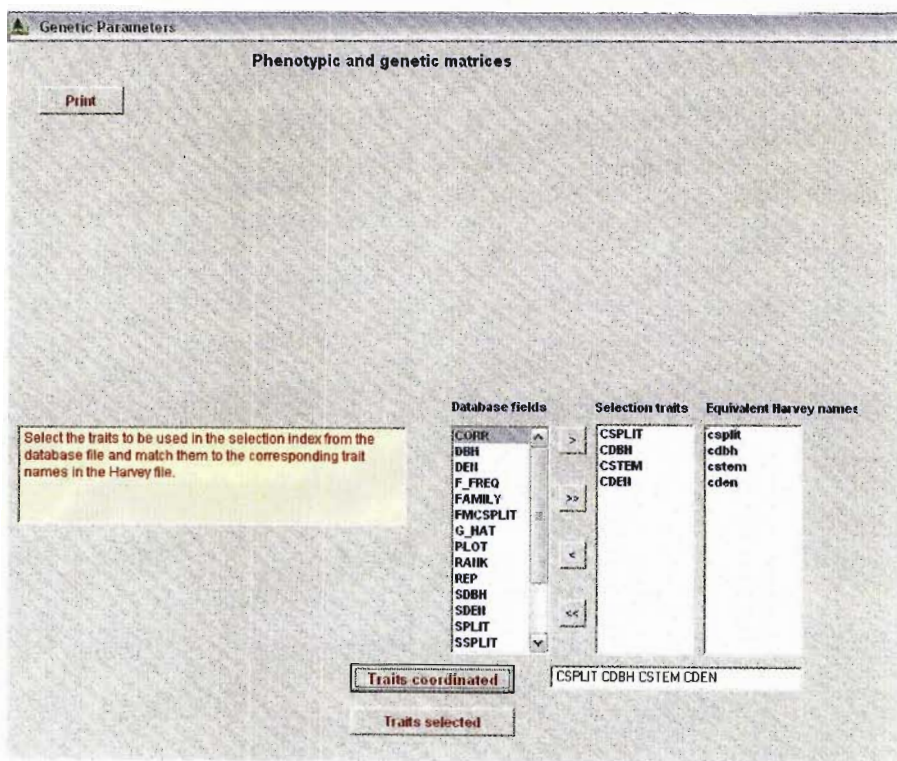 Genetic Parameters
Phenotypic and genetic matrices
Print
Select the traits to be used in the selection index from the
database file and match them to the corresponding trait
names in the Harvey file.
Database fields
CORR
DBH
DEN
F_FREQ
FAMILY
FMCSPLIT
G_HAT
PLOT
RANK
REP
SDBH
SDEN
SPLIT
SSPLIT
>
>>
<
<<
Selection traits
CSPLIT
CDBH
CSTEM
CDEN
Equivalent Harvey names
csplit
cdbh
cstem
cden
Traits coordinated
CSPLIT CDBH CSTEM CDEN
Traits selected